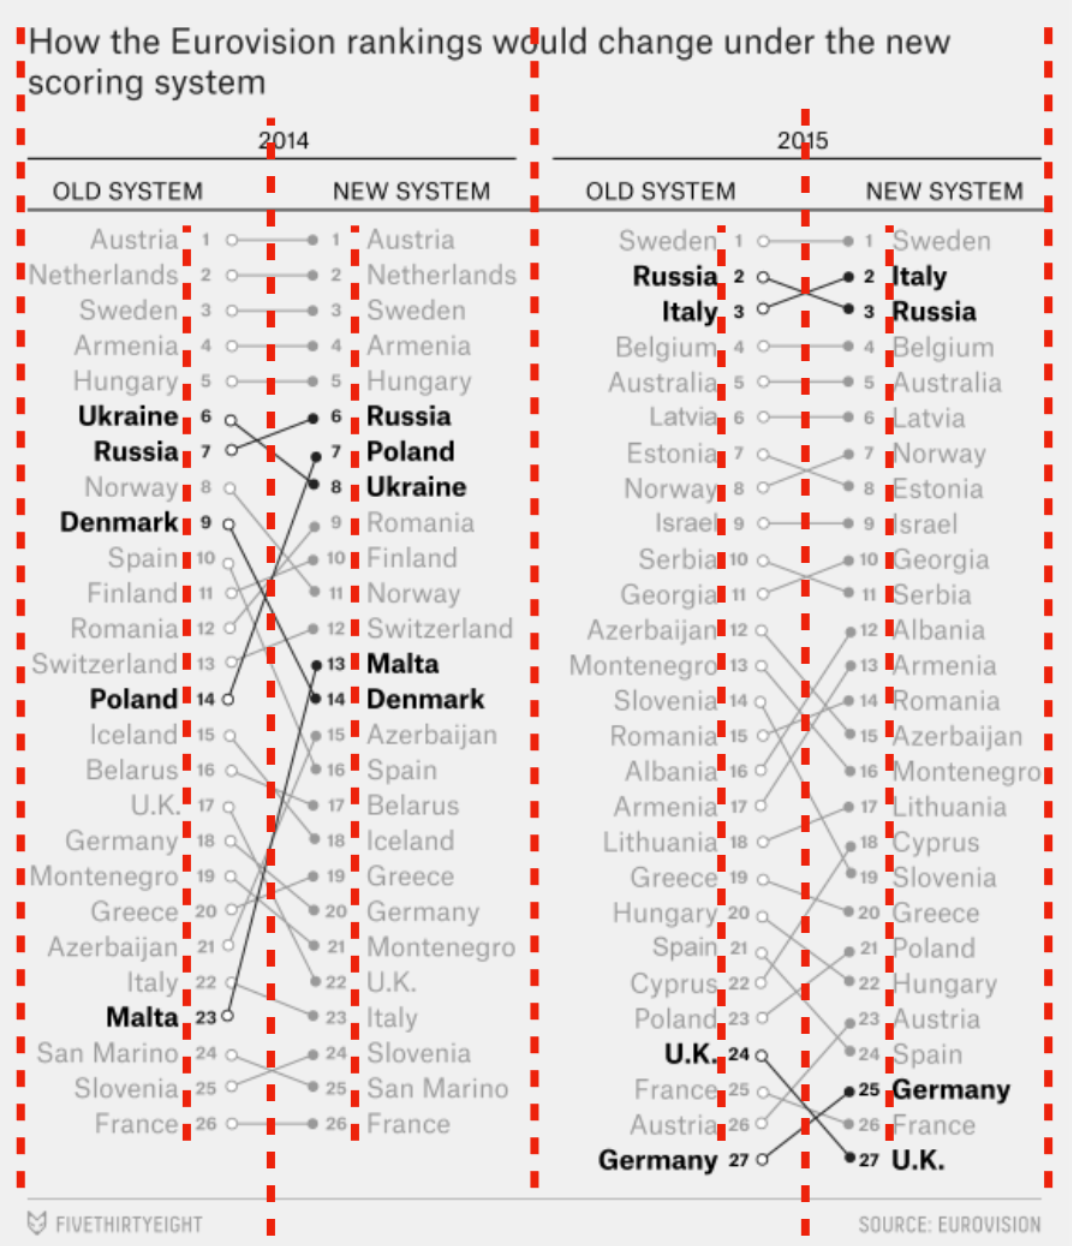 How the Eurovision rankings would change under the new
scoring system
2014
OLD SYSTEM NEW SYSTEM
Austria 1 1 Austria
Netherlands 2 2 Netherlands
Sweden 3 3 Sweden
Armenia 4 4 Armenia
Hungary 5 5 Hungary
Ukraine 6 6 Russia
Russia 7 7 Poland
Norway 8 8 Ukraine
Denmark 9 9 Romania
Spain 10 10 Finland
Finland 11 11 Norway
Romania 12 12 Switzerland
Switzerland 13 13 Malta
Poland 14 14 Denmark
Iceland 15 15 Azerbaijan
Belarus 16 16 Spain
U.K. 17 17 Belarus
Germany 18 18 Iceland
Montenegro 19 19 Greece
Greece 20 20 Germany
Azerbaijan 21 21 Montenegro
Italy 22 22 U.K.
Malta 23 23 Italy
San Marino 24 24 Slovenia
Slovenia 25 25 San Marino
France 26 26 France
2015
OLD SYSTEM NEW SYSTEM
Sweden 1 1 Sweden
Russia 2 2 Italy
Italy 3 3 Russia
Belgium 4 4 Belgium
Australia 5 5 Australia
Latvia 6 6 Latvia
Estonia 7 7 Norway
Norway 8 8 Estonia
Israel 9 9 Israel
Serbia 10 10 Georgia
Georgia 11 11 Serbia
Azerbaijan 12 12 Albania
Montenegro 13 13 Armenia
Slovenia 14 14 Romania
Romania 15 15 Azerbaijan
Albania 16 16 Montenegro
Armenia 17 17 Lithuania
Lithuania 18 18 Cyprus
Greece 19 19 Slovenia
Hungary 20 20 Greece
Spain 21 21 Poland
Cyprus 22 22 Hungary
Poland 23 23 Austria
U.K. 24 24 Spain
France 25 25 Germany
Austria 26 26 France
Germany 27 27 U.K.
FIVETHIRTYEIGHT SOURCE: EUROVISION